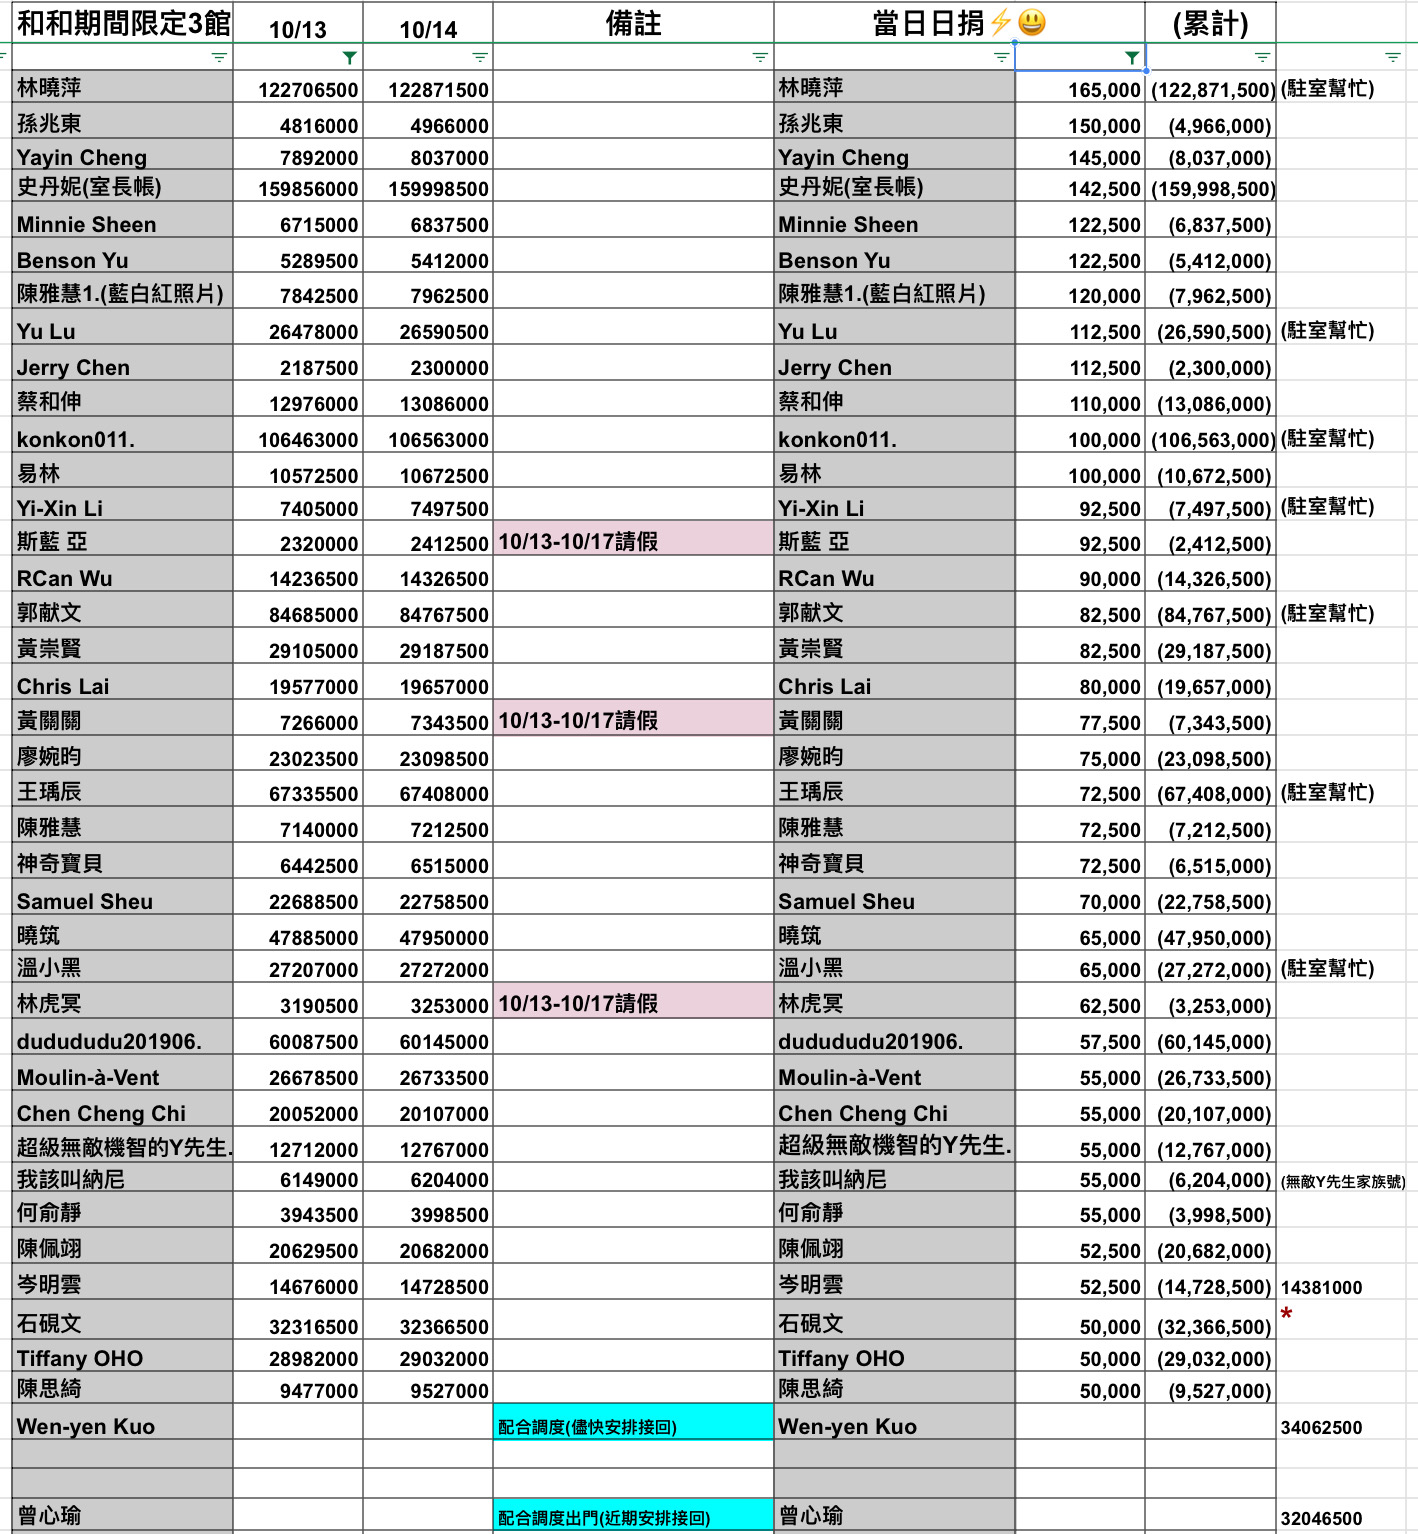 和和期間限定3館 10/13 10/14 備註 當日日捐⚡😃 (累計)
林曉萍 122706500 122871500 林曉萍 165,000 (122,871,500) (駐室幫忙)
孫兆東 4816000 4966000 孫兆東 150,000 (4,966,000)
Yayin Cheng 7892000 8037000 Yayin Cheng 145,000 (8,037,000)
史丹妮(室長帳) 159856000 159998500 史丹妮(室長帳) 142,500 (159,998,500)
Minnie Sheen 6715000 6837500 Minnie Sheen 122,500 (6,837,500)
Benson Yu 5289500 5412000 Benson Yu 122,500 (5,412,000)
陳雅慧1.(藍白紅照片) 7842500 7962500 陳雅慧1.(藍白紅照片) 120,000 (7,962,500)
Yu Lu 26478000 26590500 Yu Lu 112,500 (26,590,500) (駐室幫忙)
Jerry Chen 2187500 2300000 Jerry Chen 112,500 (2,300,000)
蔡和伸 12976000 13086000 蔡和伸 110,000 (13,086,000)
konkon011. 106463000 106563000 konkon011. 100,000 (106,563,000) (駐室幫忙)
易林 10572500 10672500 易林 100,000 (10,672,500)
Yi-Xin Li 7405000 7497500 Yi-Xin Li 92,500 (7,497,500) (駐室幫忙)
斯藍 亞 2320000 2412500 10/13-10/17請假 斯藍 亞 92,500 (2,412,500)
RCan Wu 14236500 14326500 RCan Wu 90,000 (14,326,500)
郭献文 84685000 84767500 郭献文 82,500 (84,767,500) (駐室幫忙)
黃崇賢 29105000 29187500 黃崇賢 82,500 (29,187,500)
Chris Lai 19577000 19657000 Chris Lai 80,000 (19,657,000)
黃關關 7266000 7343500 10/13-10/17請假 黃關關 77,500 (7,343,500)
廖婉昀 23023500 23098500 廖婉昀 75,000 (23,098,500)
王瑀辰 67335500 67408000 王瑀辰 72,500 (67,408,000) (駐室幫忙)
陳雅慧 7140000 7212500 陳雅慧 72,500 (7,212,500)
神奇寶貝 6442500 6515000 神奇寶貝 72,500 (6,515,000)
Samuel Sheu 22688500 22758500 Samuel Sheu 70,000 (22,758,500)
曉筑 47885000 47950000 曉筑 65,000 (47,950,000)
溫小黑 27207000 27272000 溫小黑 65,000 (27,272,000) (駐室幫忙)
林虎冥 3190500 3253000 10/13-10/17請假 林虎冥 62,500 (3,253,000)
dudududu201906. 60087500 60145000 dudududu201906. 57,500 (60,145,000)
Moulin-à-Vent 26678500 26733500 Moulin-à-Vent 55,000 (26,733,500)
Chen Cheng Chi 20052000 20107000 Chen Cheng Chi 55,000 (20,107,000)
超級無敵機智的Y先生. 12712000 12767000 超級無敵機智的Y先生. 55,000 (12,767,000)
我該叫納尼 6149000 6204000 我該叫納尼 55,000 (6,204,000) (無敵Y先生家族號)
何俞靜 3943500 3998500 何俞靜 55,000 (3,998,500)
陳佩翊 20629500 20682000 陳佩翊 52,500 (20,682,000)
岑明雲 14676000 14728500 岑明雲 52,500 (14,728,500) 14381000
石硯文 32316500 32366500 石硯文 50,000 (32,366,500) *
Tiffany OHO 28982000 29032000 Tiffany OHO 50,000 (29,032,000)
陳思綺 9477000 9527000 陳思綺 50,000 (9,527,000)
Wen-yen Kuo 配合調度(儘快安排接回) Wen-yen Kuo 34062500
曾心瑜 配合調度出門(近期安排接回) 曾心瑜 32046500